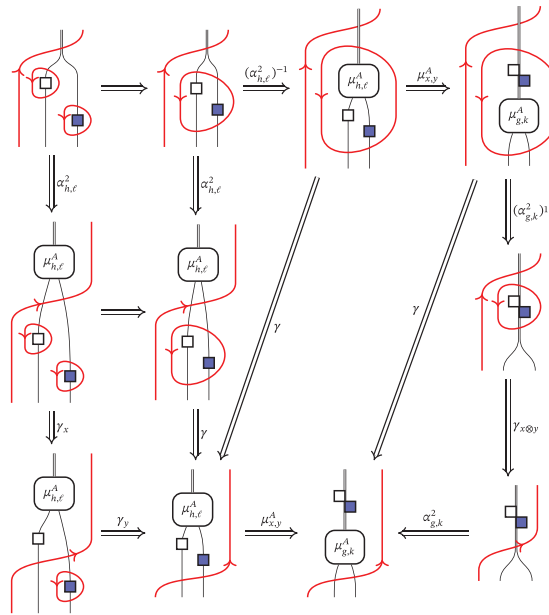 (α²_{h,ℓ})⁻¹ μ^A_{x,y}
μ^A_{h,ℓ} μ^A_{g,k}
α²_{h,ℓ} α²_{h,ℓ} (α²_{g,k})¹
μ^A_{h,ℓ} μ^A_{h,ℓ}
γ γ
γ_x γ γ_{x⊗y}
μ^A_{h,ℓ} γ_y μ^A_{h,ℓ} μ^A_{x,y} μ^A_{g,k} α²_{g,k}